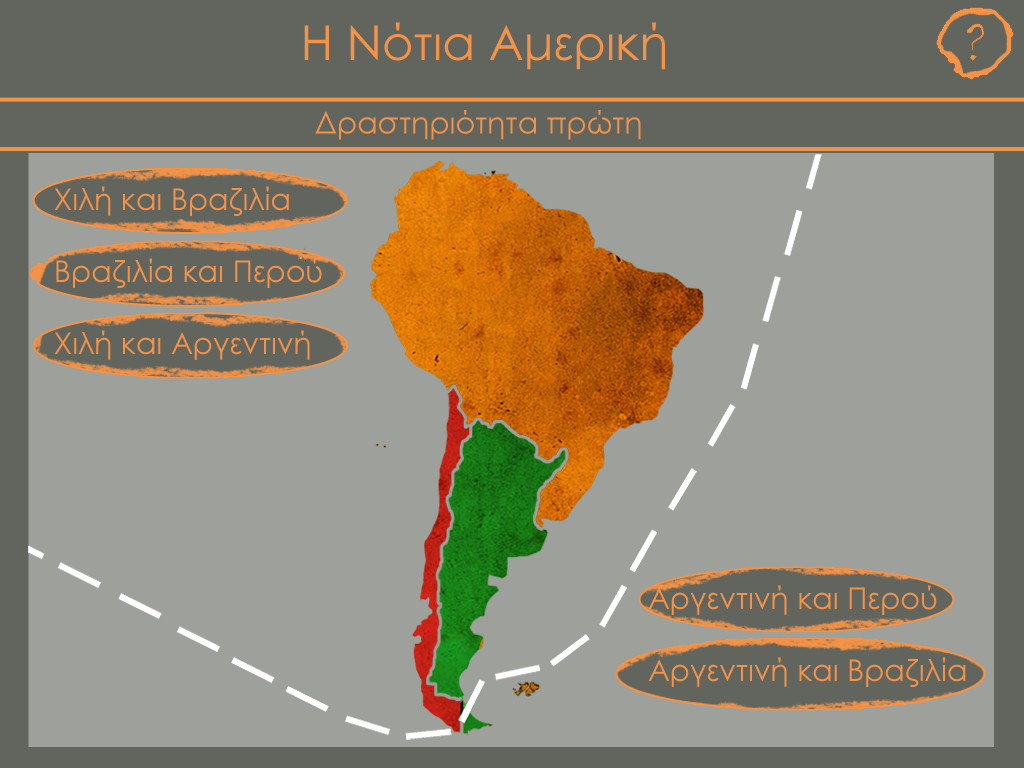 Η Νότια Αμερική
?
Δραστηριότητα πρώτη
Χιλή και Βραζιλία
Βραζιλία και Περού
Χιλή και Αργεντινή
Αργεντινή και Περού
Αργεντινή και Βραζιλία